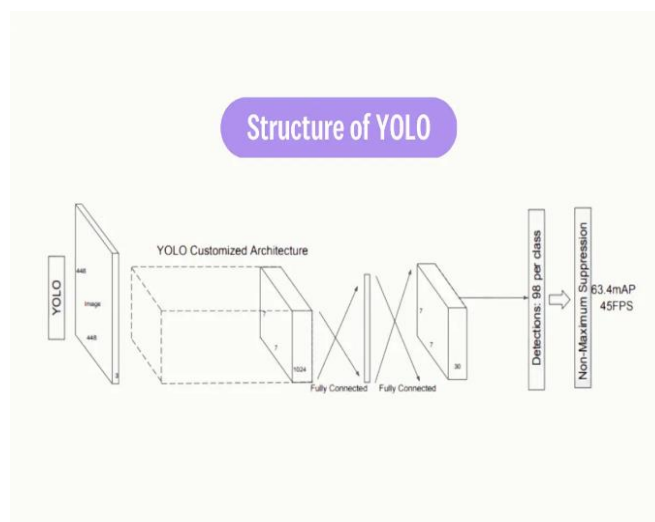 Structure of YOLO
YOLO Customized Architecture
YOLO
448
Image
448
3
7
7
1024
Fully Connected
Fully Connected
7
7
30
Detections: 98 per class
Non-Maximum Suppression
63.4mAP
45FPS